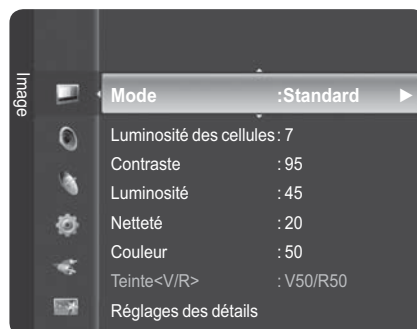 Image
Mode :Standard
Luminosité des cellules: 7
Contraste : 95
Luminosité : 45
Netteté : 20
Couleur : 50
Teinte<V/R> : V50/R50
Réglages des détails